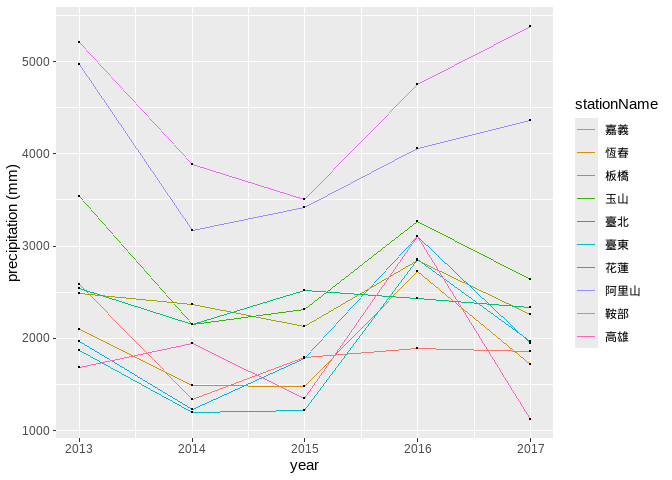 5000
4000
3000
2000
1000
precipitation (mm)
2013 2014 2015 2016 2017
year
stationName
嘉義
恆春
板橋
玉山
臺北
臺東
花蓮
阿里山
鞍部
高雄